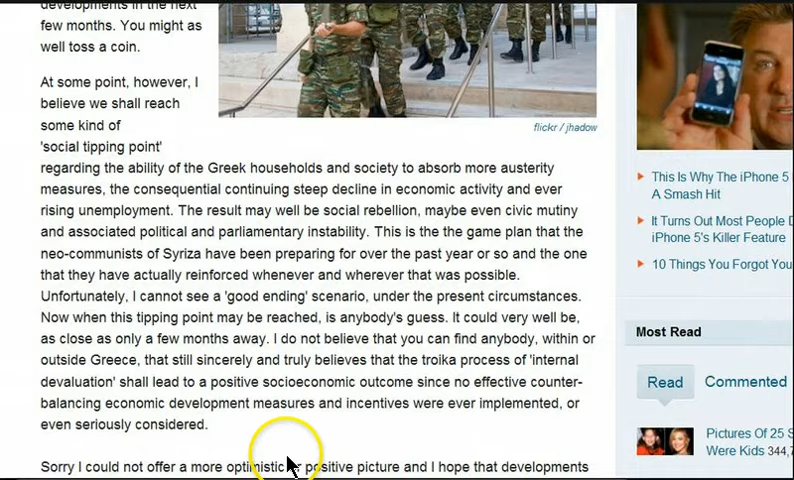 developments in the next
few months. You might as
well toss a coin.
At some point, however, I
believe we shall reach
some kind of
'social tipping point'
regarding the ability of the Greek households and society to absorb more austerity
measures, the consequential continuing steep decline in economic activity and ever
rising unemployment. The result may well be social rebellion, maybe even civic mutiny
and associated political and parliamentary instability. This is the the game plan that the
neo-communists of Syriza have been preparing for over the past year or so and the one
that they have actually reinforced whenever and wherever that was possible.
Unfortunately, I cannot see a 'good ending' scenario, under the present circumstances.
Now when this tipping point may be reached, is anybody's guess. It could very well be,
as close as only a few months away. I do not believe that you can find anybody, within or
outside Greece, that still sincerely and truly believes that the troika process of 'internal
devaluation' shall lead to a positive socioeconomic outcome since no effective counter-
balancing economic development measures and incentives were ever implemented, or
even seriously considered.
Sorry I could not offer a more optimistic or positive picture and I hope that developments
flickr / jhadow
This Is Why The iPhone 5
A Smash Hit
It Turns Out Most People D
iPhone 5's Killer Feature
10 Things You Forgot You
Most Read
Read Commented
Pictures Of 25 S
Were Kids 344,7